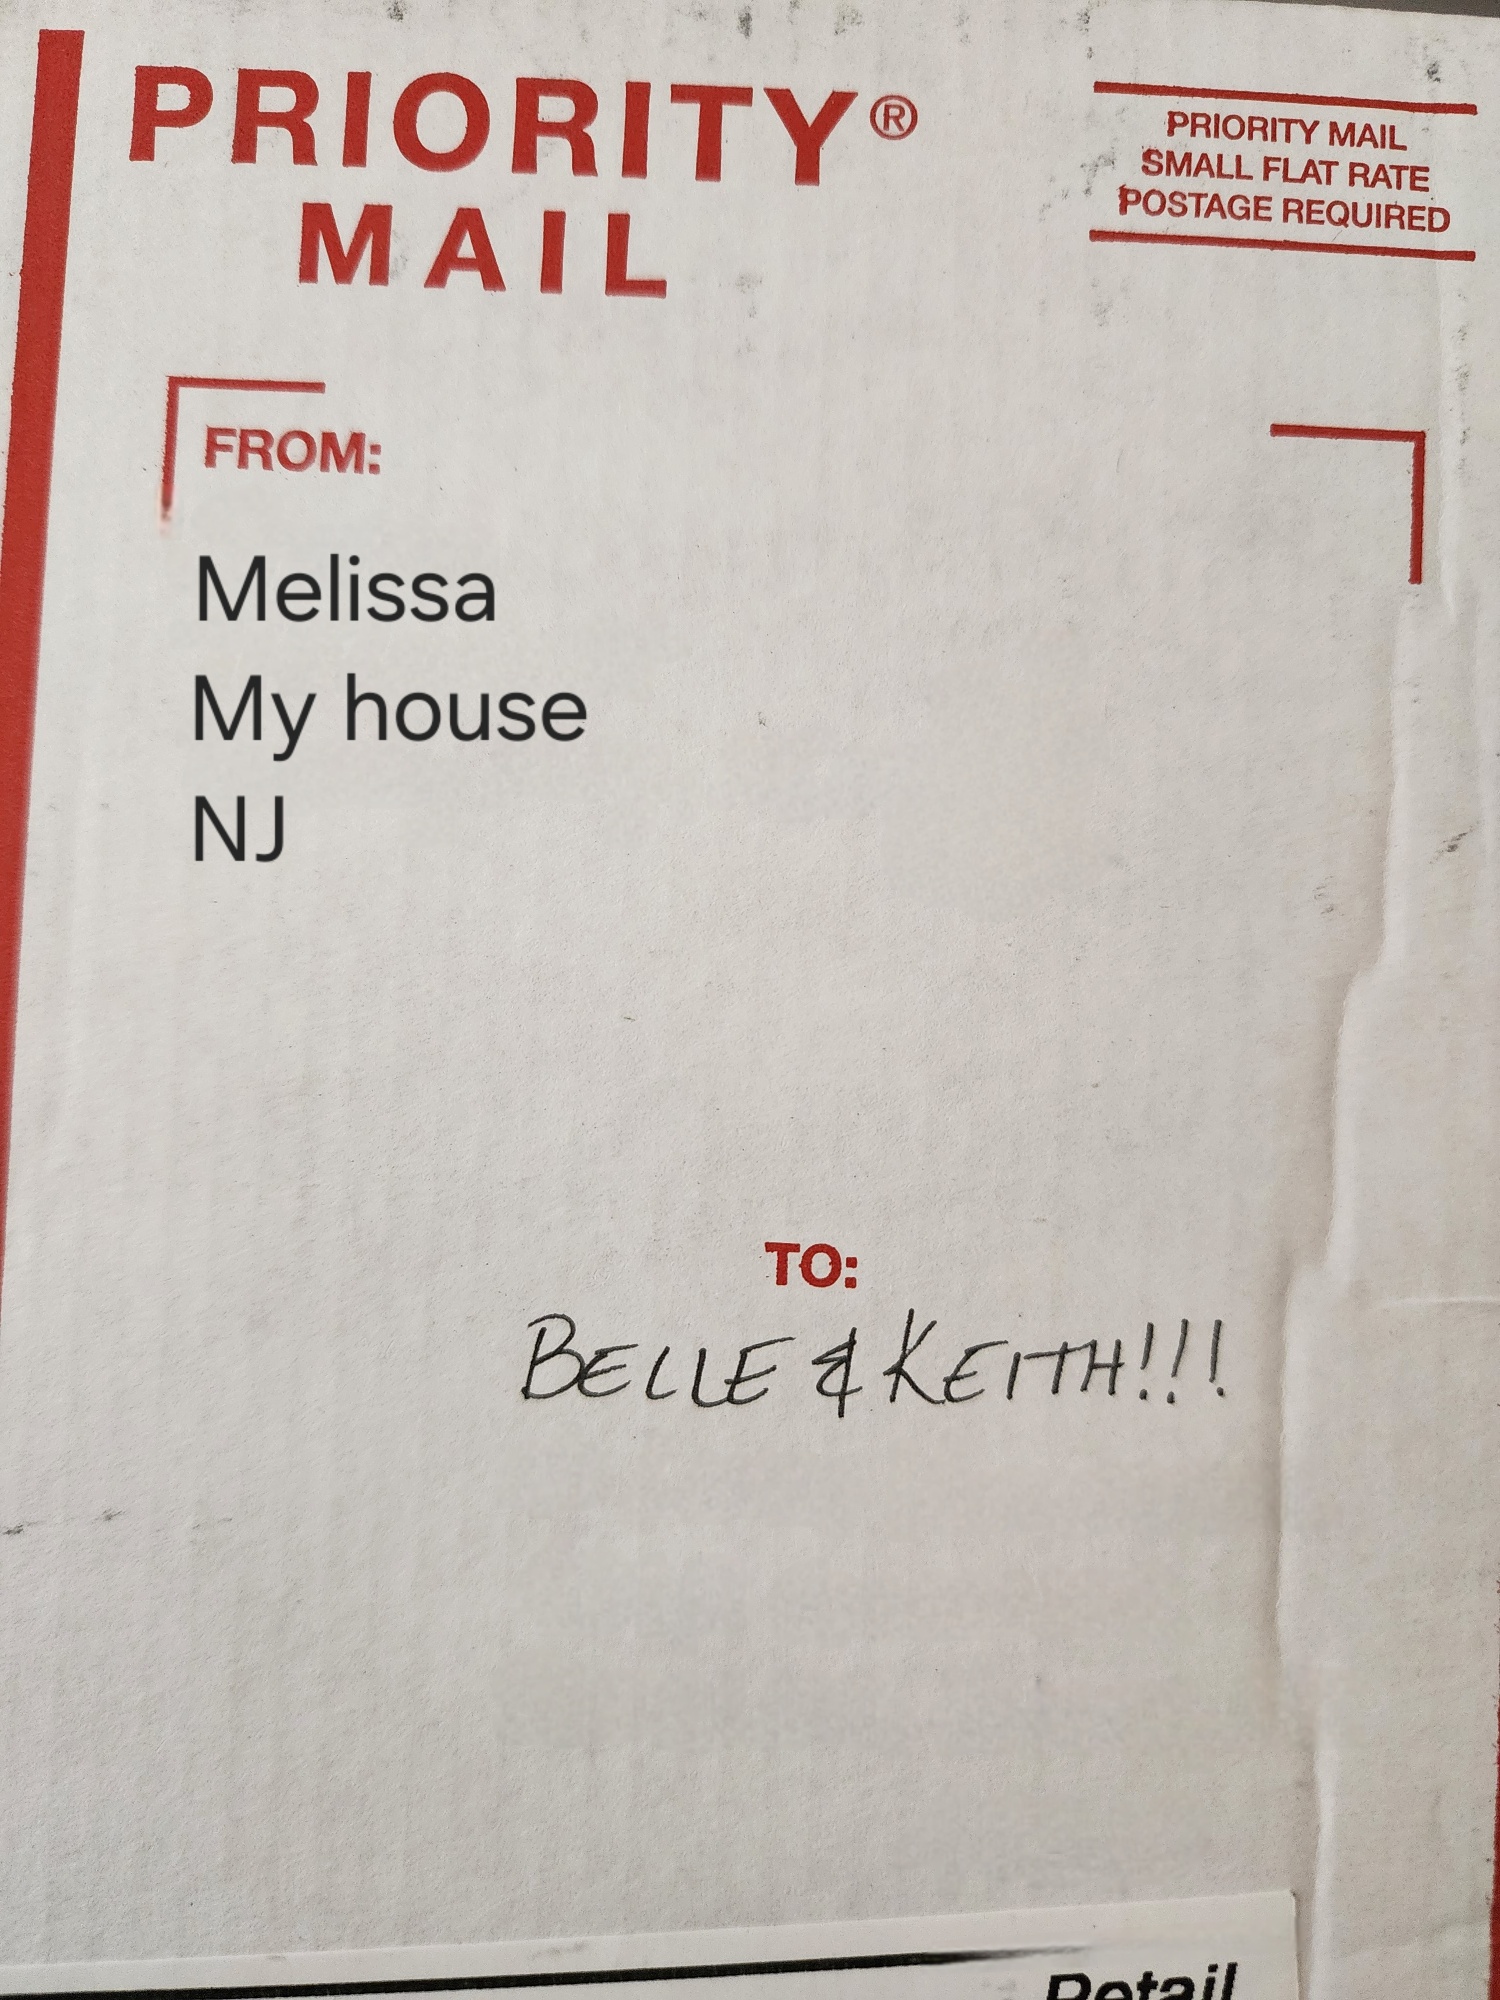 PRIORITY®
MAIL
PRIORITY MAIL
SMALL FLAT RATE
POSTAGE REQUIRED
FROM:
Melissa
My house
NJ
TO:
BELLE & KEITH!!!
Retail